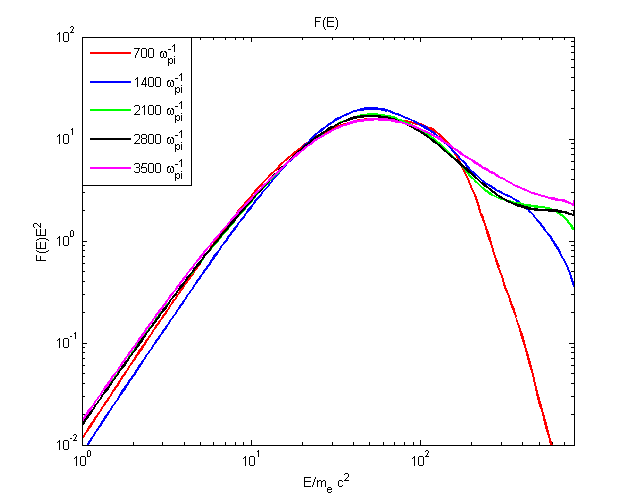 F(E)
10^2
10^1
10^0
10^-1
10^-2
F(E)E^2
700 ω_pi^-1
1400 ω_pi^-1
2100 ω_pi^-1
2800 ω_pi^-1
3500 ω_pi^-1
10^0 10^1 10^2
E/m_e c^2